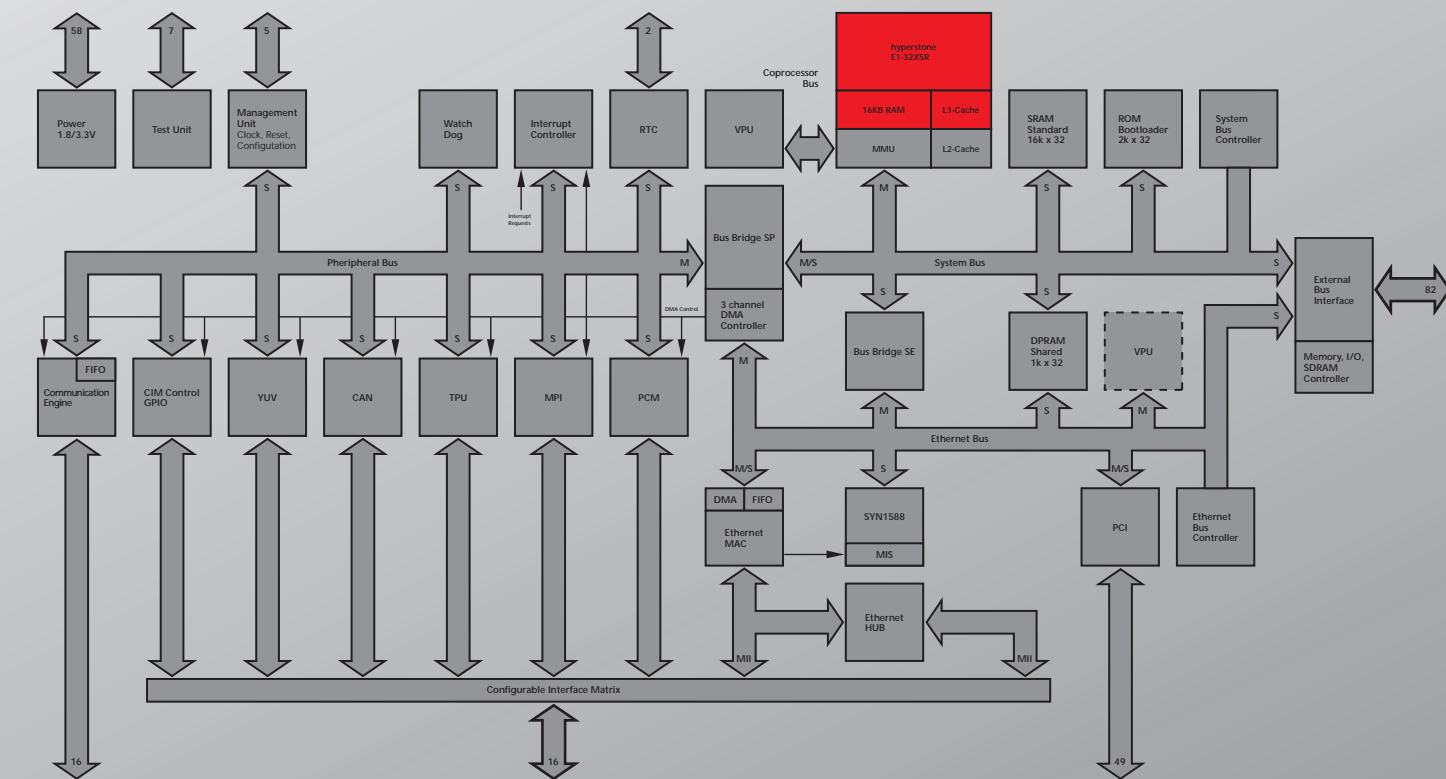 58
7
5
2
hyperstone
E1-32XSR
Coprocessor
Bus
Power
1.8/3.3V
Test Unit
Management
Unit
Clock, Reset,
Configutation
Watch
Dog
Interrupt
Controller
RTC
VPU
16KB RAM
L1-Cache
MMU
L2-Cache
SRAM
Standard
16k x 32
ROM
Bootloader
2k x 32
System
Bus
Controller
S
S
S
S
M
S
S
Interrupt
Requests
Bus Bridge SP
Pheripheral Bus
M
M/S
System Bus
S
External
Bus
Interface
82
S
S
3 channel
DMA
Controller
DMA Control
S
S
S
S
S
S
S
S
Memory, I/O,
SDRAM
Controller
M
Bus Bridge SE
DPRAM
Shared
1k x 32
VPU
FIFO
Communication
Engine
CIM Control
GPIO
YUV
CAN
TPU
MPI
PCM
M
S
M
Ethernet Bus
M/S
S
M/S
DMA
FIFO
Ethernet
MAC
SYN1588
MIS
PCI
Ethernet
Bus
Controller
Ethernet
HUB
MII
MII
Configurable Interface Matrix
16
16
49